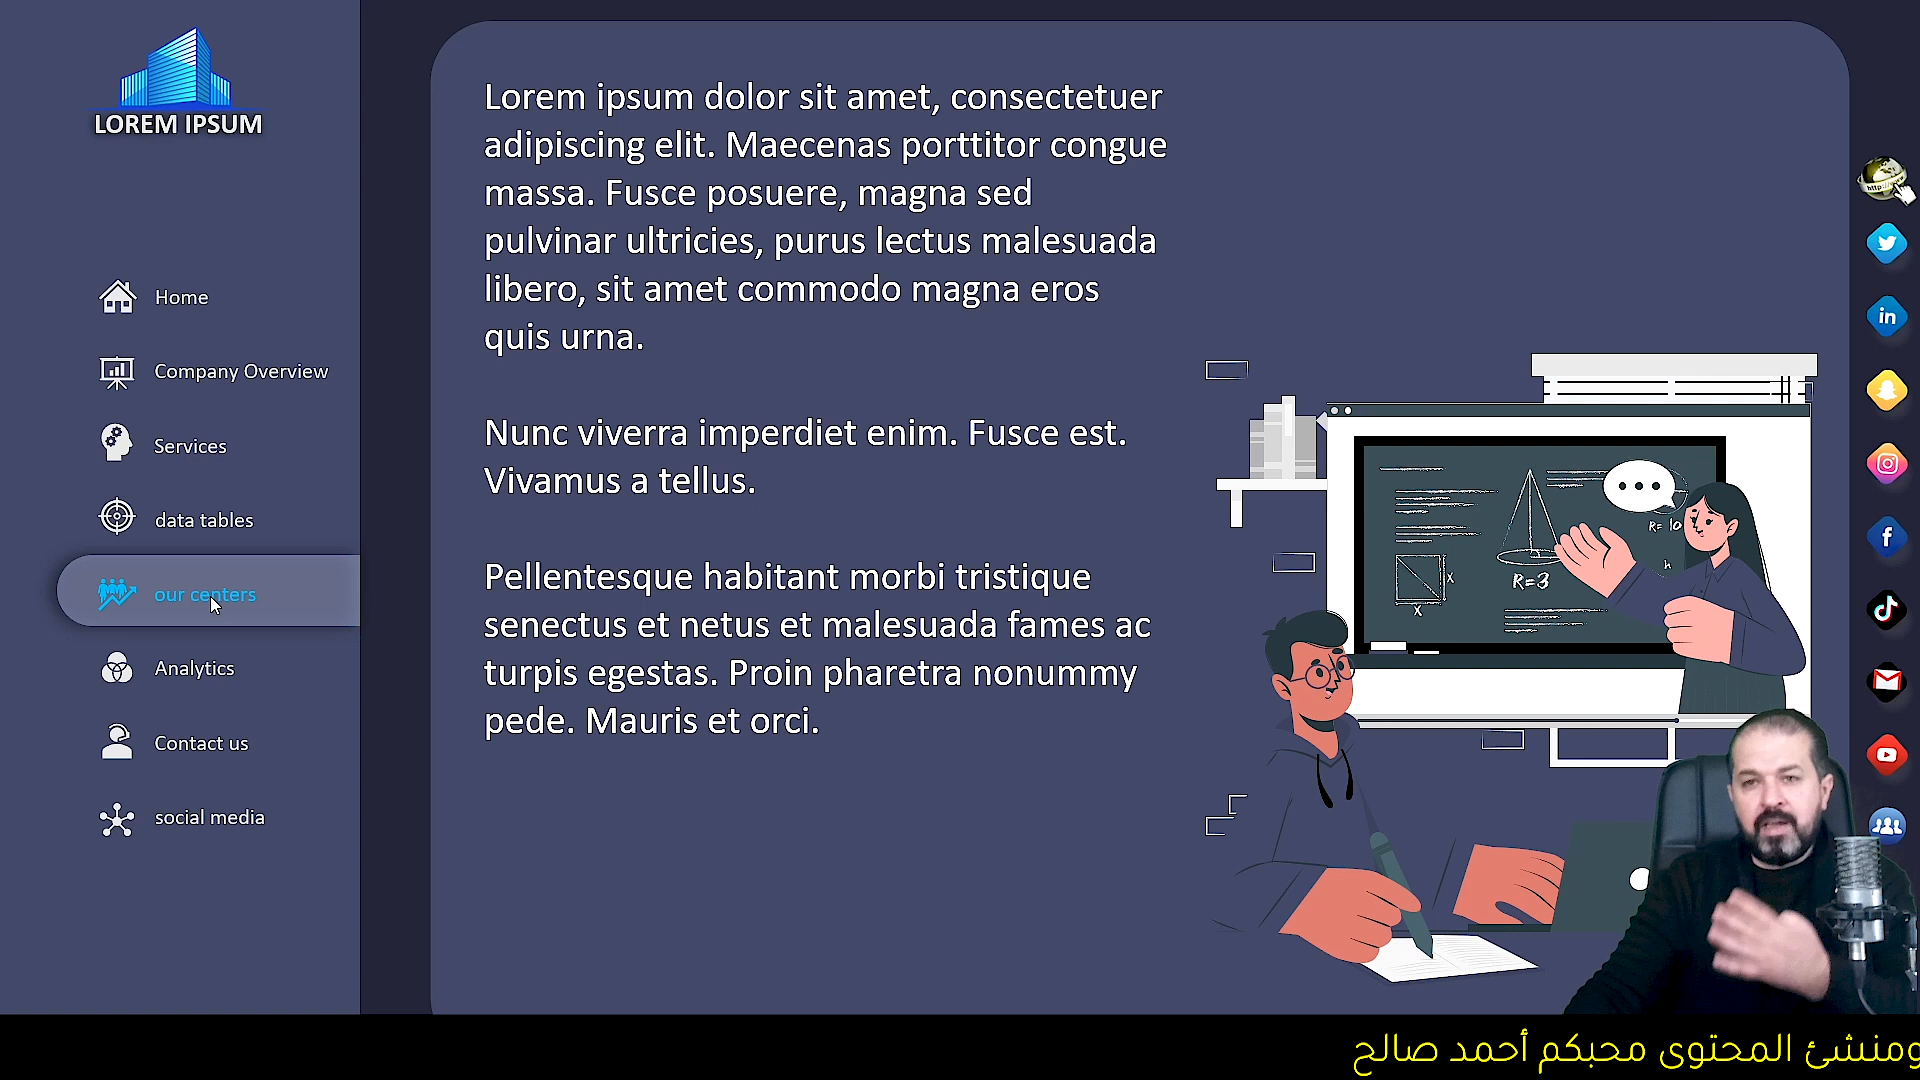 LOREM IPSUM
Home
Company Overview
Services
data tables
our centers
Analytics
Contact us
social media
Lorem ipsum dolor sit amet, consectetuer
adipiscing elit. Maecenas porttitor congue
massa. Fusce posuere, magna sed
pulvinar ultricies, purus lectus malesuada
libero, sit amet commodo magna eros
quis urna.
Nunc viverra imperdiet enim. Fusce est.
Vivamus a tellus.
Pellentesque habitant morbi tristique
senectus et netus et malesuada fames ac
turpis egestas. Proin pharetra nonummy
pede. Mauris et orci.
R= 10
h
R=3
X
X
http://
in
f
ومنشئ المحتوى محبكم أحمد صالح